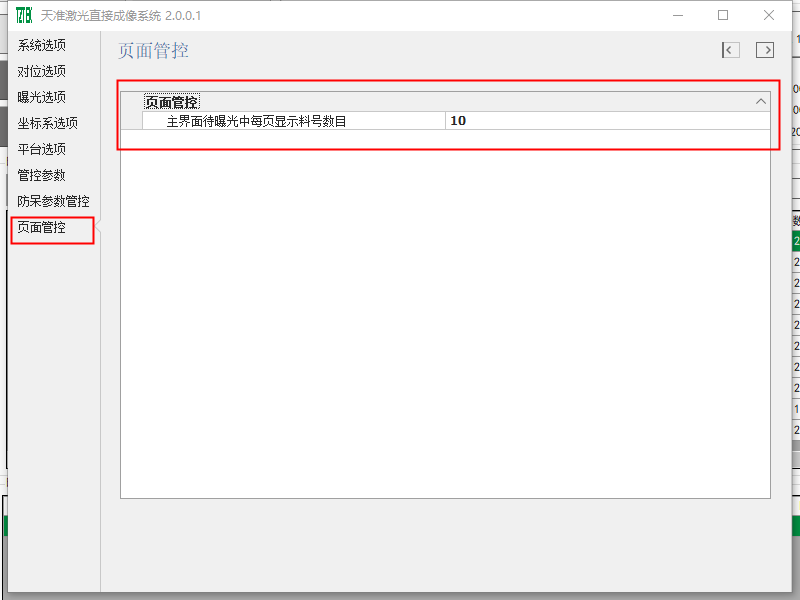 天准激光直接成像系统 2.0.0.1
系统选项
对位选项
曝光选项
坐标系选项
平台选项
管控参数
防呆参数管控
页面管控
页面管控
页面管控
主界面待曝光中每页显示料号数目
10